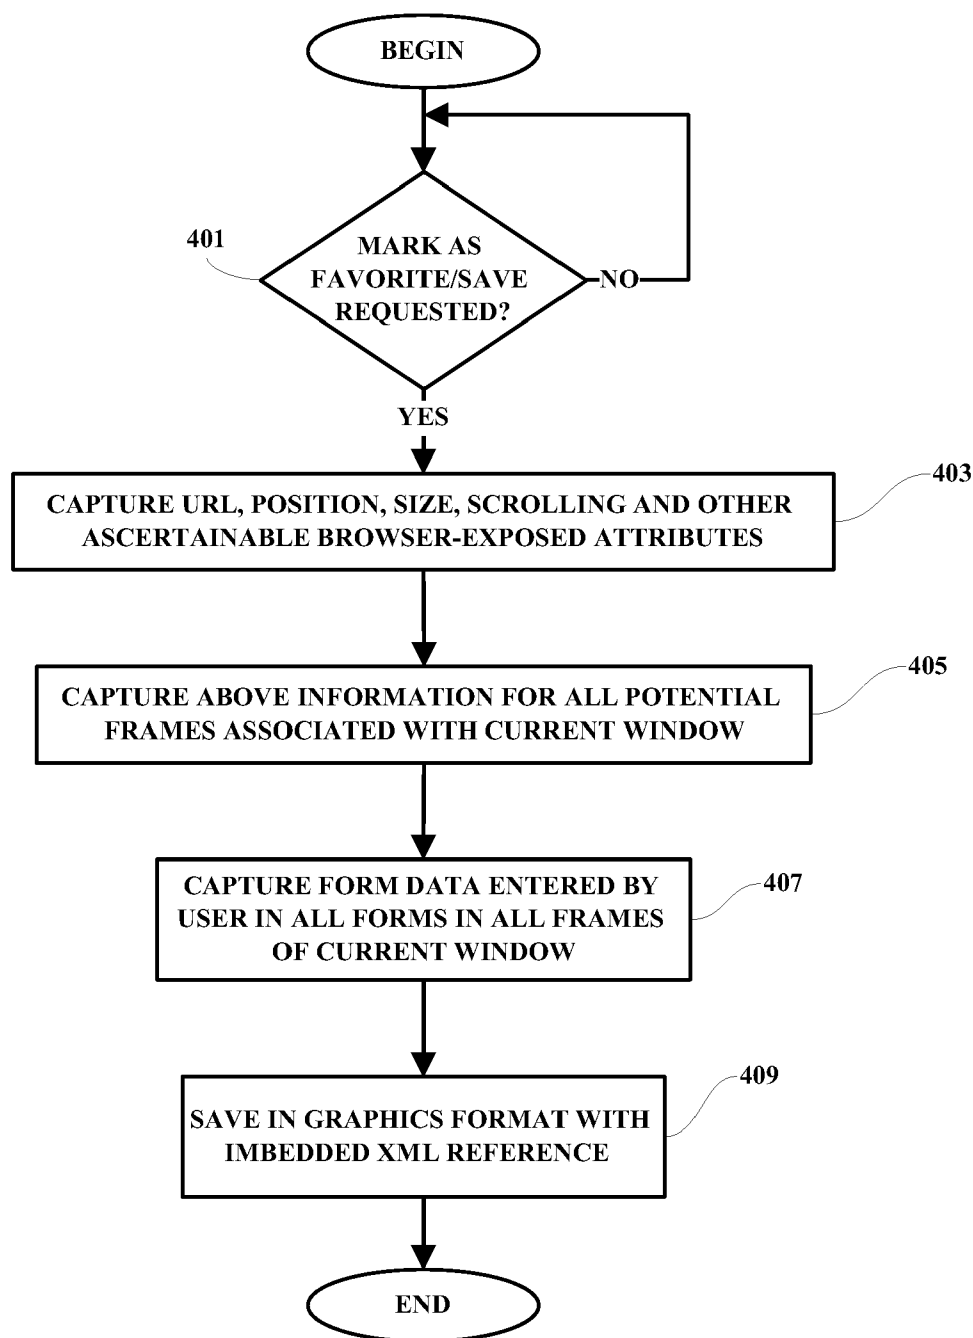 BEGIN
401
MARK AS
FAVORITE/SAVE
REQUESTED?
NO
YES
403
CAPTURE URL, POSITION, SIZE, SCROLLING AND OTHER
ASCERTAINABLE BROWSER-EXPOSED ATTRIBUTES
405
CAPTURE ABOVE INFORMATION FOR ALL POTENTIAL
FRAMES ASSOCIATED WITH CURRENT WINDOW
407
CAPTURE FORM DATA ENTERED BY
USER IN ALL FORMS IN ALL FRAMES
OF CURRENT WINDOW
409
SAVE IN GRAPHICS FORMAT WITH
IMBEDDED XML REFERENCE
END